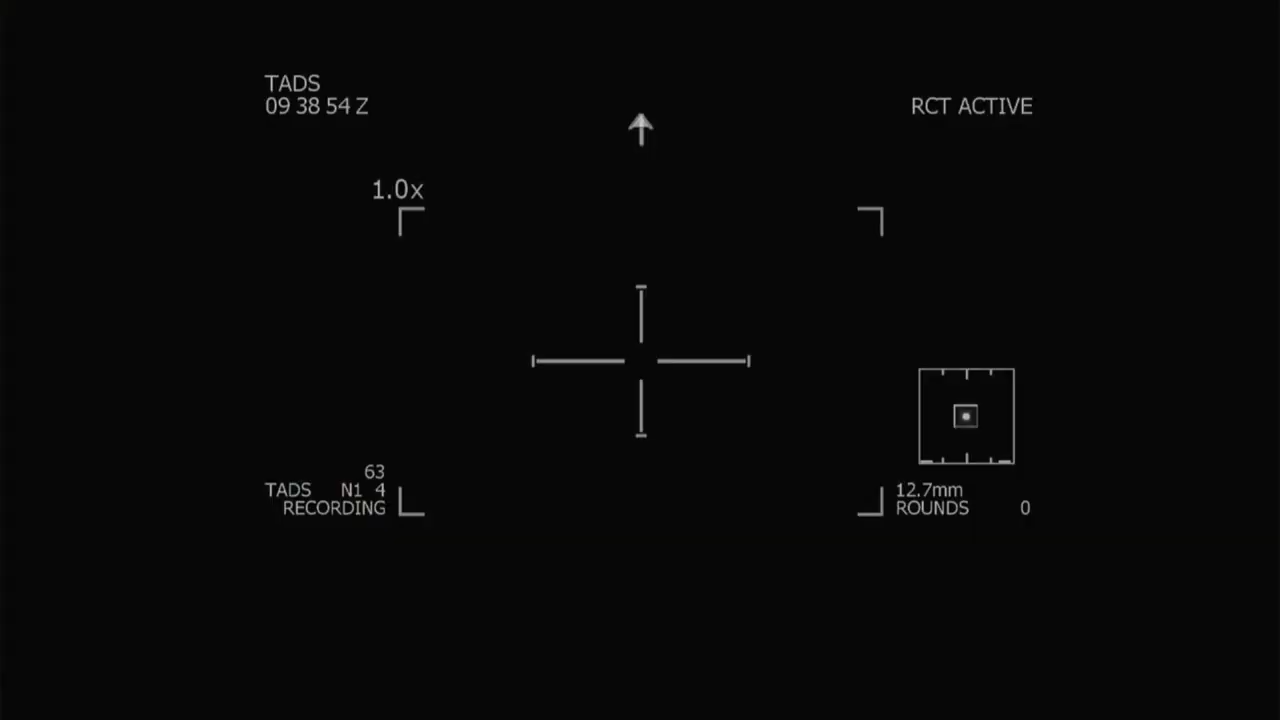 TADS
09 38 54 Z
RCT ACTIVE
1.0x
63
TADS N1 4
RECORDING
12.7mm
ROUNDS 0